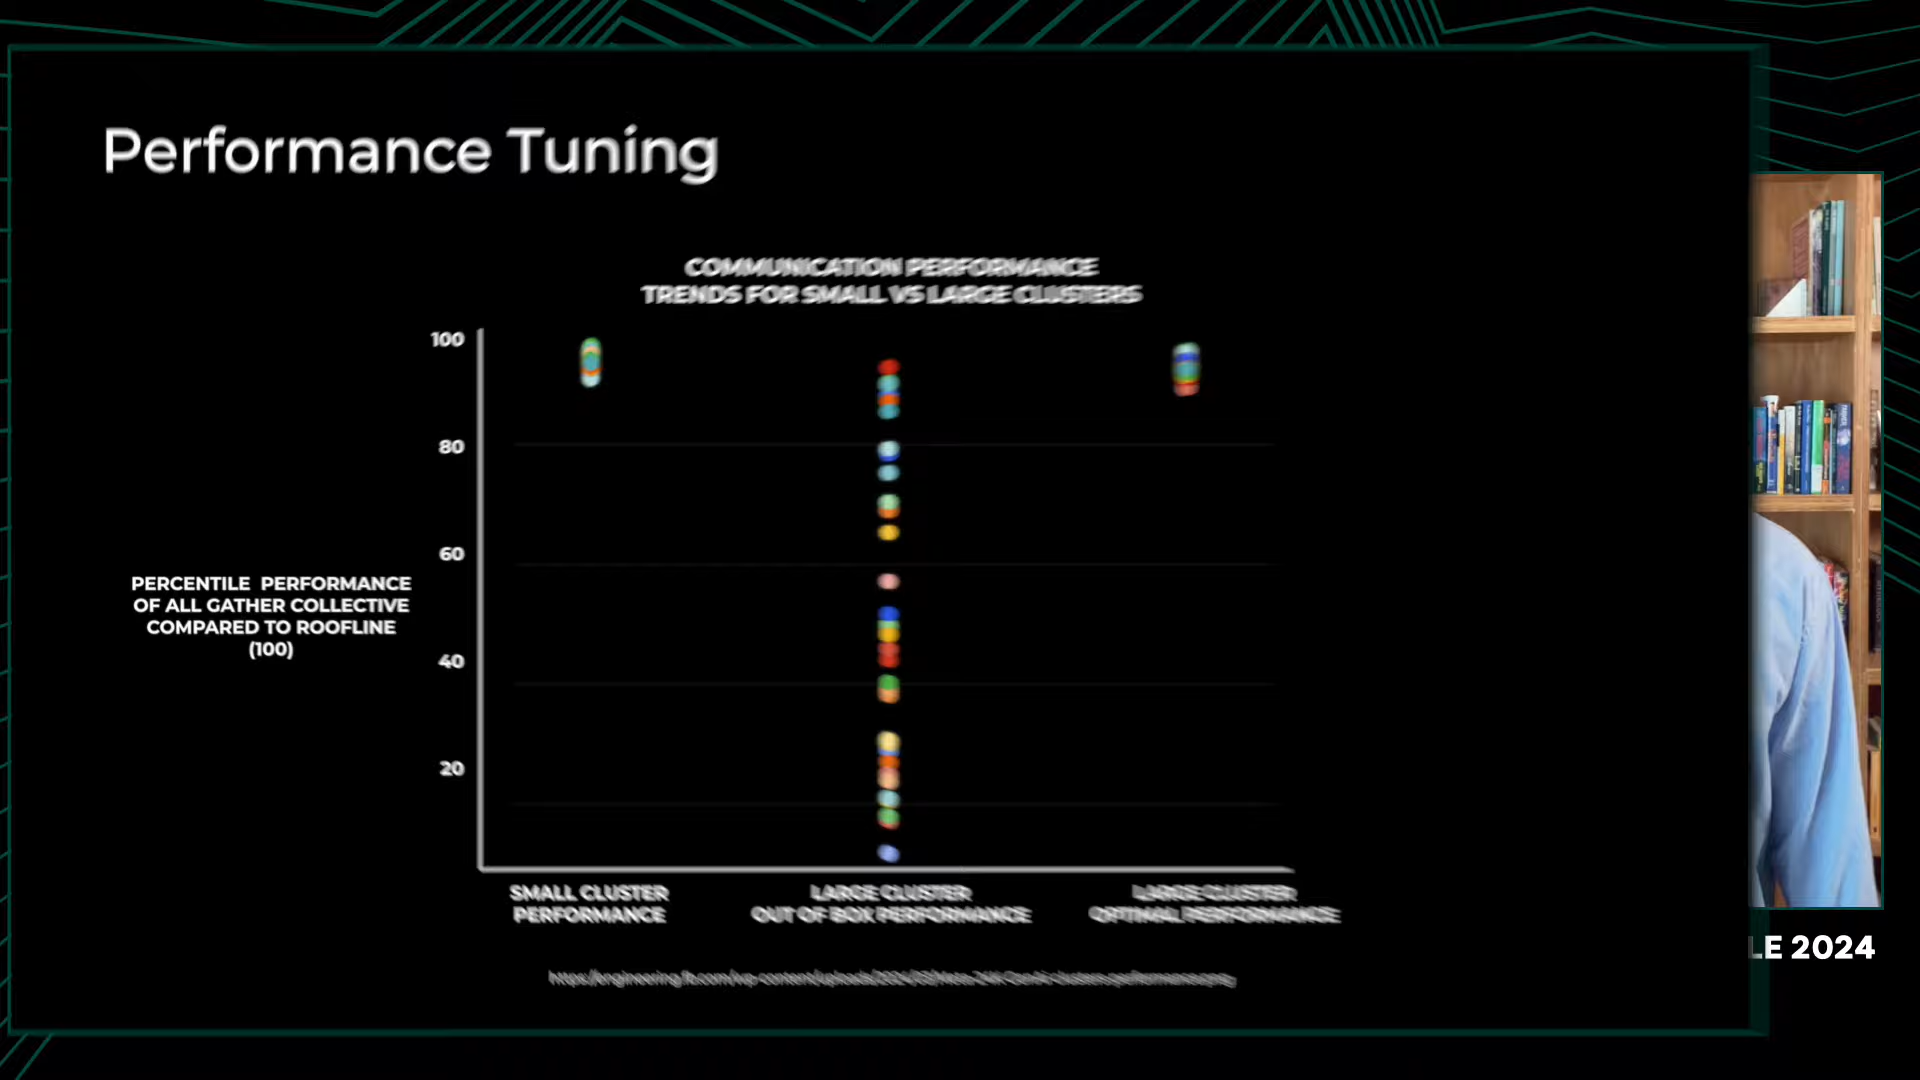 Performance Tuning
COMMUNICATION PERFORMANCE
TRENDS FOR SMALL VS LARGE CLUSTERS
100
80
60
40
20
PERCENTILE PERFORMANCE
OF ALL GATHER COLLECTIVE
COMPARED TO ROOFLINE
(100)
SMALL CLUSTER
PERFORMANCE
LARGE CLUSTER
OUT OF BOX PERFORMANCE
LARGE CLUSTER
OPTIMAL PERFORMANCE
LE 2024